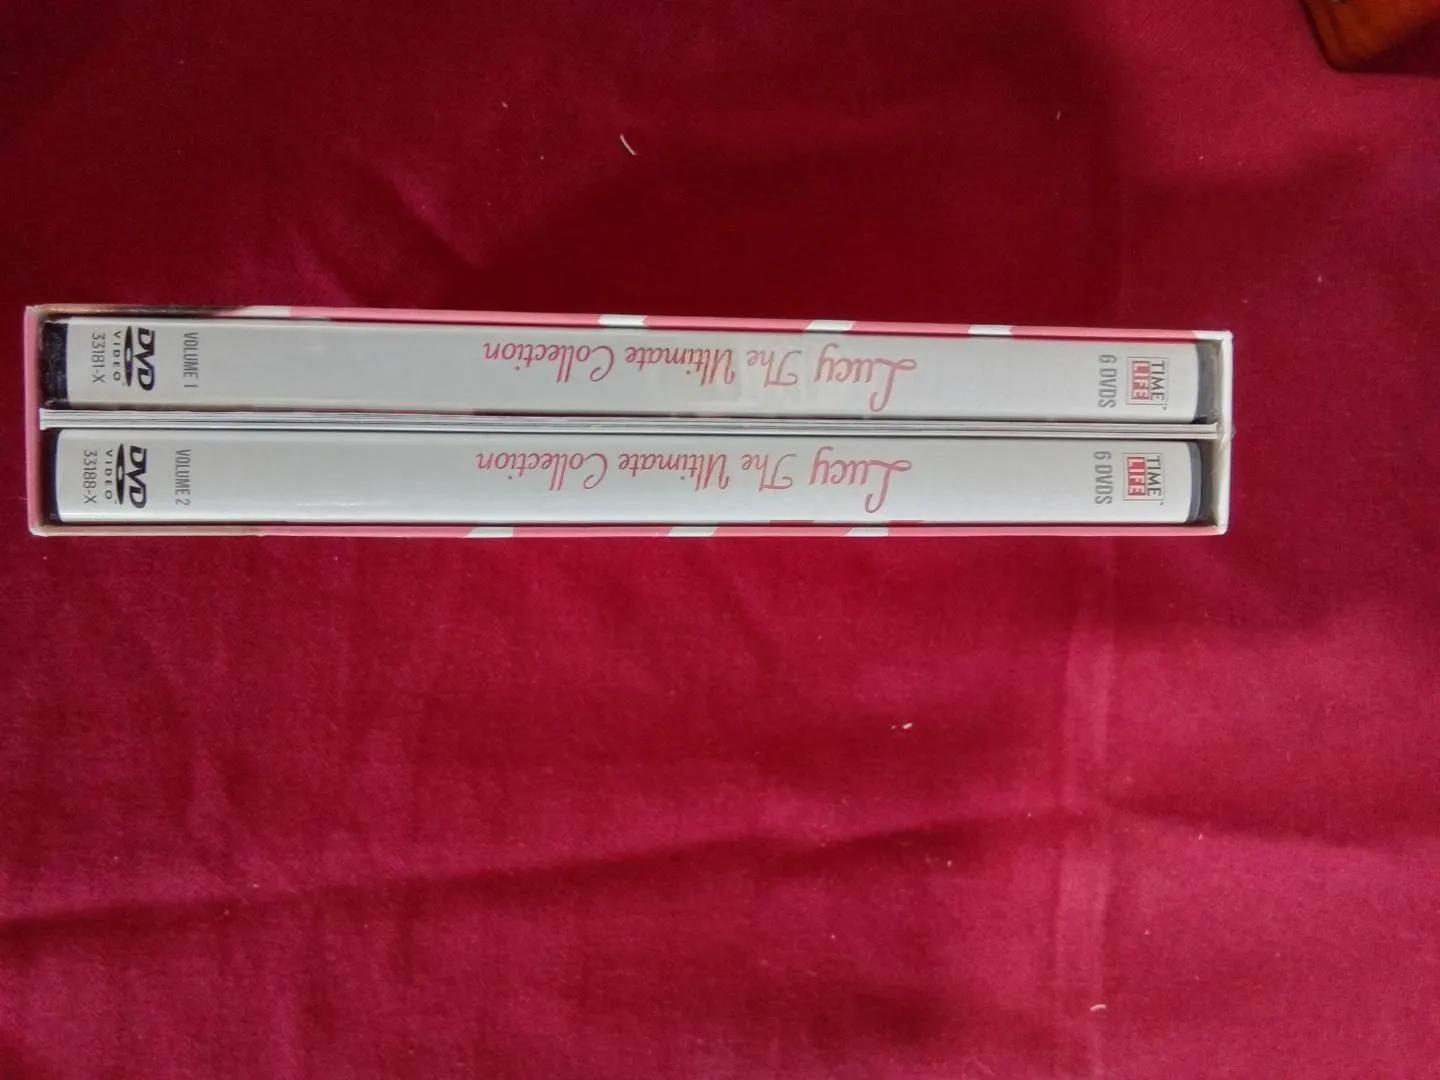 TIME
LIFE
6 DVDS
Lucy The Ultimate Collection
VOLUME 1
DVD
VIDEO
33181-X
TIME
LIFE
6 DVDS
Lucy The Ultimate Collection
VOLUME 2
DVD
VIDEO
33188-X